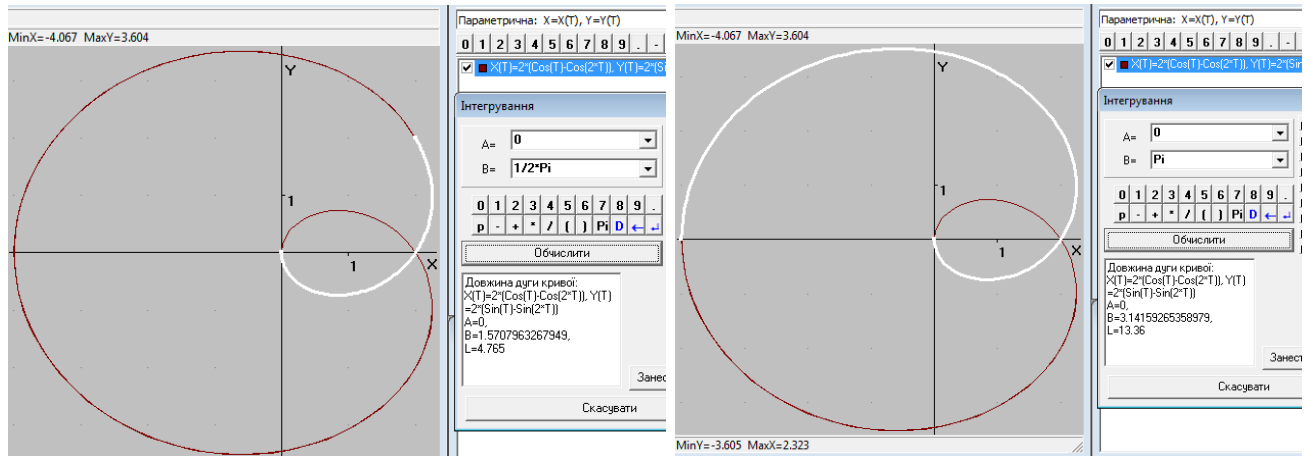 MinX=-4.067 MaxY=3.604
Y
1
1
X
Параметрична: X=X(T), Y=Y(T)
0 1 2 3 4 5 6 7 8 9 . -
X(T)=2*(Cos(T)-Cos(2*T)), Y(T)=2*(Sin
Інтегрування
A= 0
B= 1/2*Pi
0 1 2 3 4 5 6 7 8 9 .
p - + * / ( ) Pi D ← ↲
Обчислити
Довжина дуги кривої:
X(T)=2*(Cos(T)-Cos(2*T)), Y(T)
=2*(Sin(T)-Sin(2*T))
A=0,
B=1.5707963267949,
L=4.765
Скасувати
MinX=-4.067 MaxY=3.604
Y
1
1
X
MinY=-3.605 MaxX=2.323
Параметрична: X=X(T), Y=Y(T)
0 1 2 3 4 5 6 7 8 9 . -
X(T)=2*(Cos(T)-Cos(2*T)), Y(T)=2*(Sin
Інтегрування
A= 0
B= Pi
0 1 2 3 4 5 6 7 8 9 .
p - + * / ( ) Pi D ← ↲
Обчислити
Довжина дуги кривої:
X(T)=2*(Cos(T)-Cos(2*T)), Y(T)
=2*(Sin(T)-Sin(2*T))
A=0,
B=3.14159265358979,
L=13.36
Занест
Скасувати